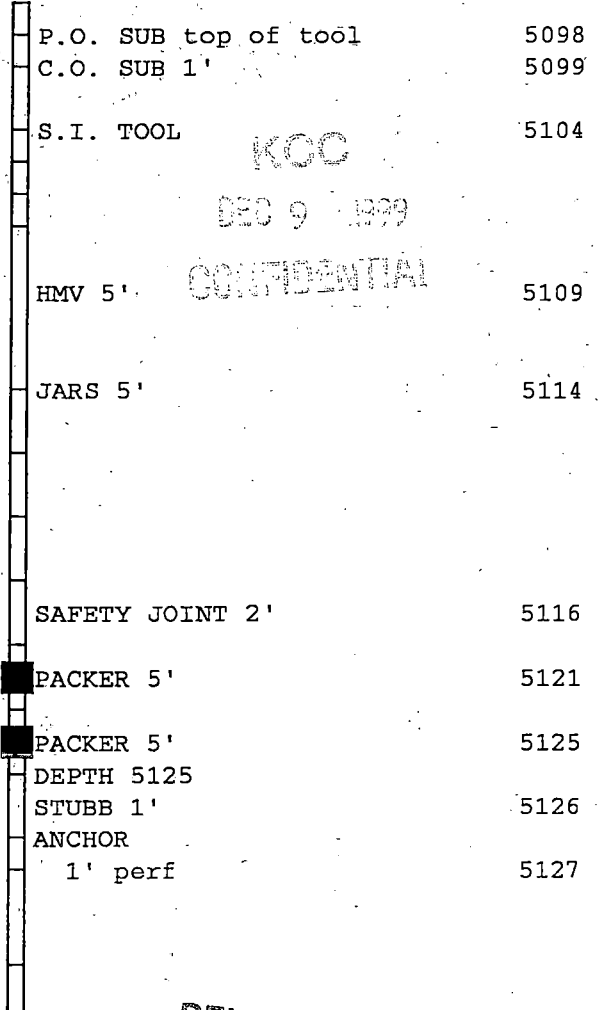 P.O. SUB top of tool 5098
C.O. SUB 1' 5099
S.I. TOOL 5104
KCC
DEC 9 1999
CONFIDENTIAL
HMV 5' 5109
JARS 5' 5114
SAFETY JOINT 2' 5116
PACKER 5' 5121
PACKER 5' 5125
DEPTH 5125
STUBB 1' 5126
ANCHOR
1' perf 5127